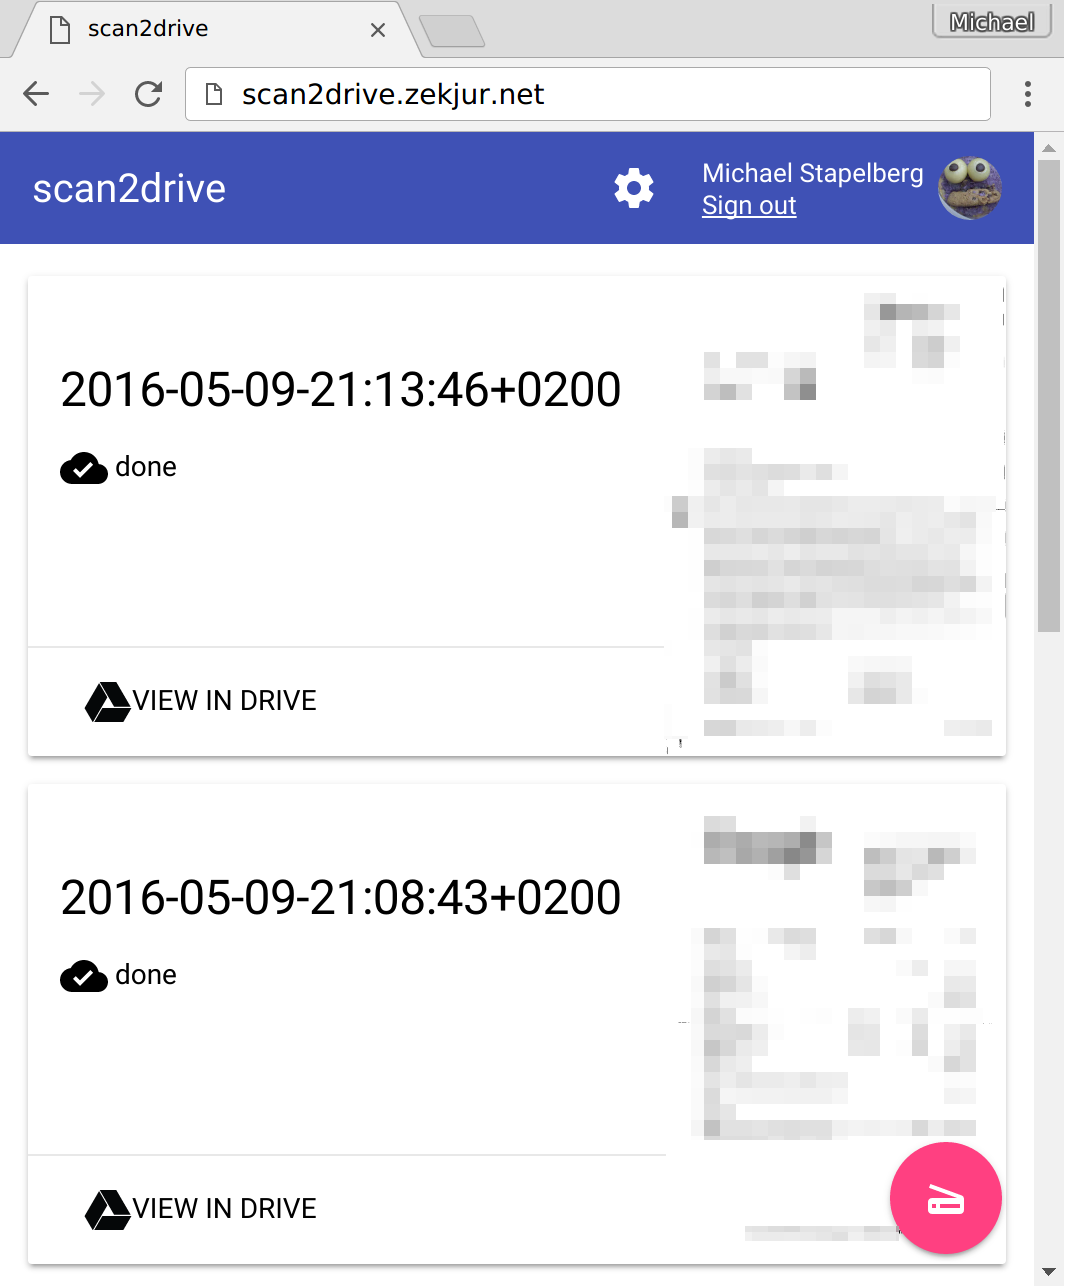 scan2drive
Michael
scan2drive.zekjur.net
scan2drive
Michael Stapelberg
Sign out
2016-05-09-21:13:46+0200
done
VIEW IN DRIVE
2016-05-09-21:08:43+0200
done
VIEW IN DRIVE